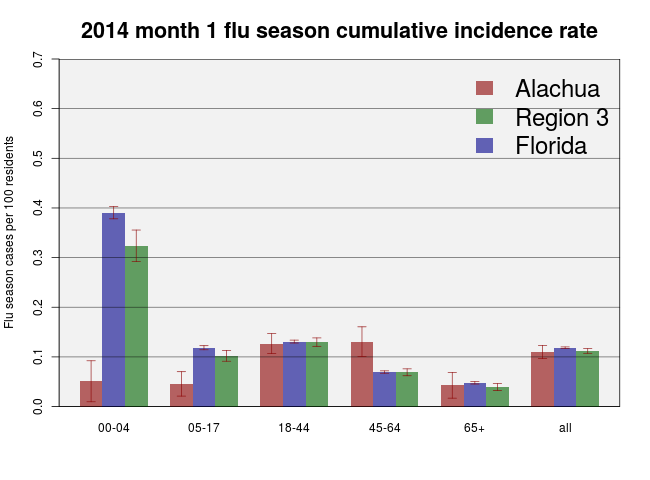 2014 month 1 flu season cumulative incidence rate
Flu season cases per 100 residents
0.7
0.6
0.5
0.4
0.3
0.2
0.1
0.0
Alachua
Region 3
Florida
00-04
05-17
18-44
45-64
65+
all